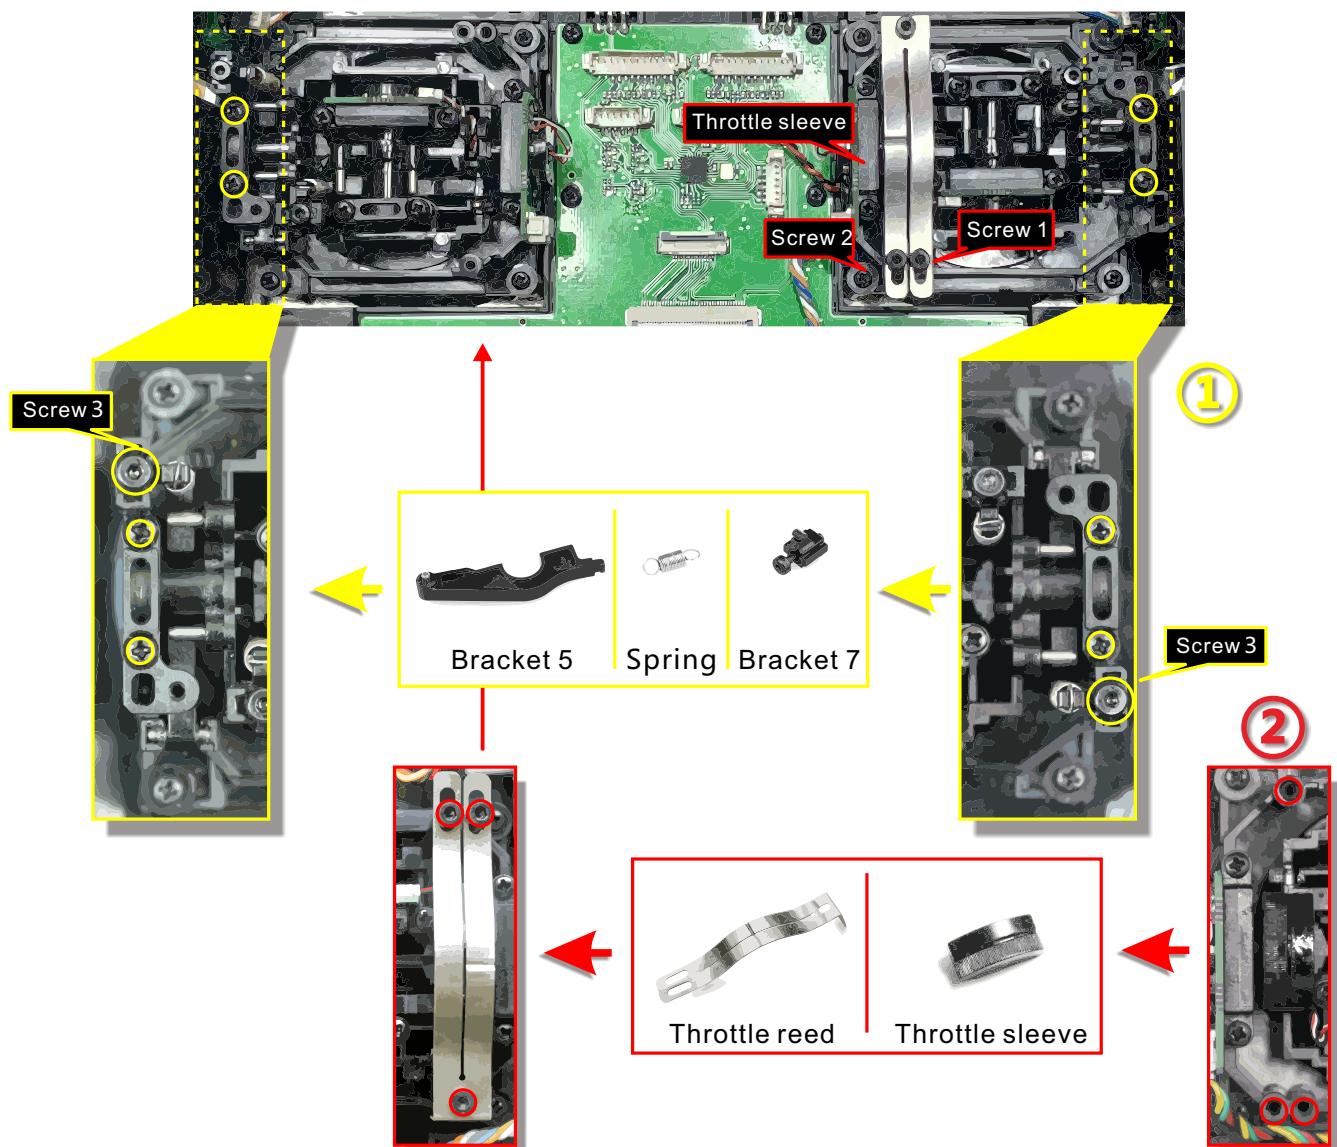 Throttle sleeve
Screw 2
Screw 1
Screw 3
①
Bracket 5
Spring
Bracket 7
Screw 3
②
Throttle reed
Throttle sleeve